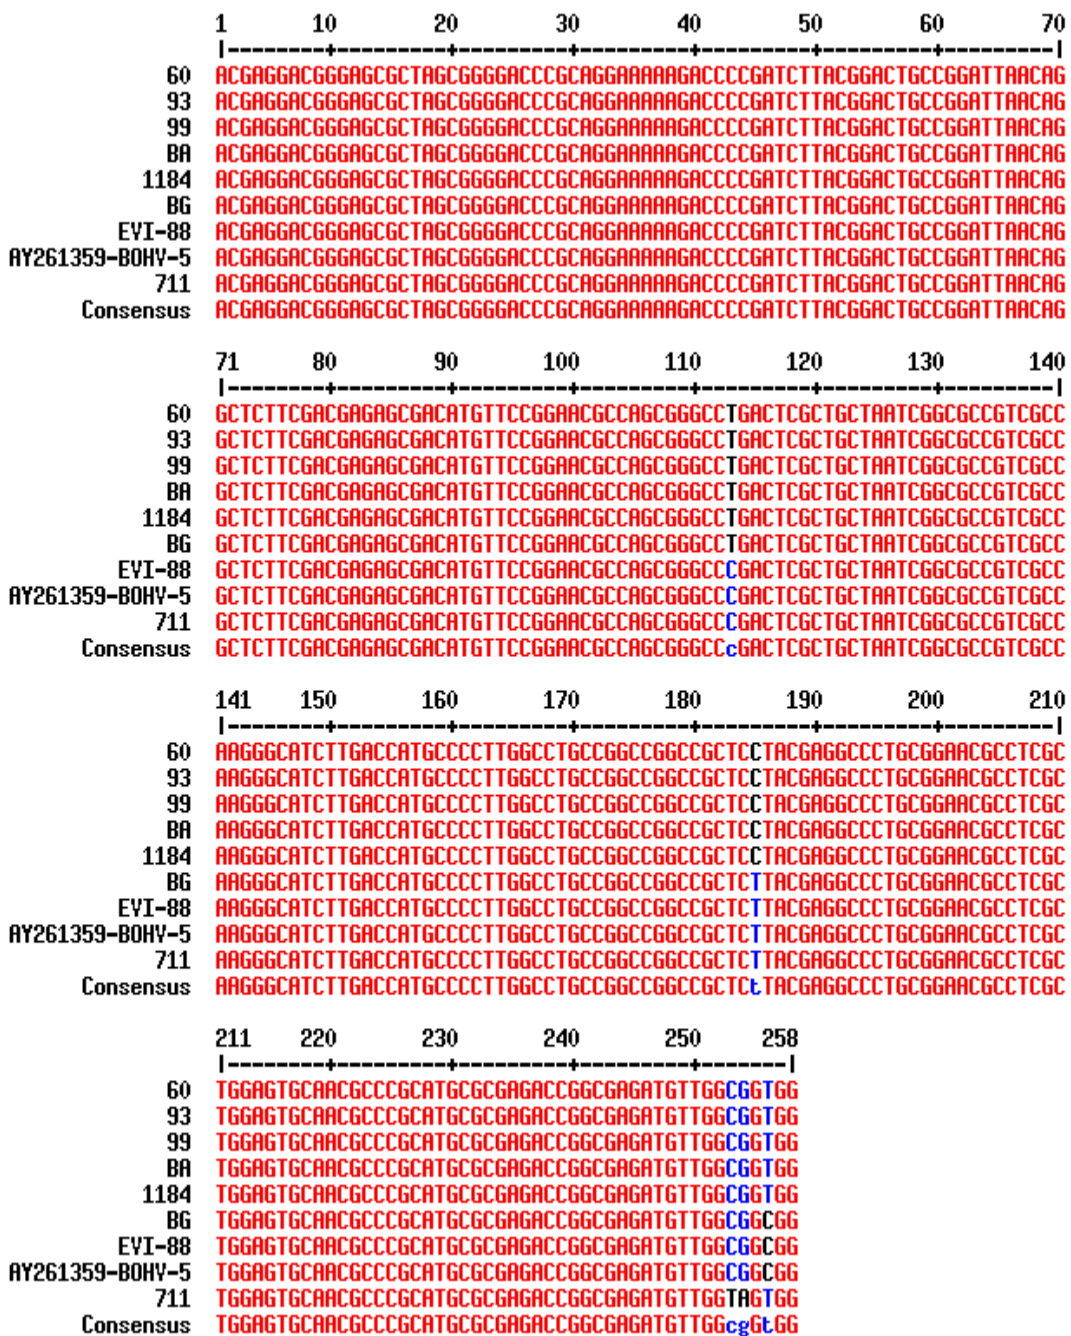 1 10 20 30 40 50 60 70
|--------+---------+---------+---------+---------+---------+---------|
60 ACGAGGACGGGAGCGCTAGCGGGGACCCGCAGGAAAAAGACCCCGATCTTACGGACTGCCGGATTAACAG
93 ACGAGGACGGGAGCGCTAGCGGGGACCCGCAGGAAAAAGACCCCGATCTTACGGACTGCCGGATTAACAG
99 ACGAGGACGGGAGCGCTAGCGGGGACCCGCAGGAAAAAGACCCCGATCTTACGGACTGCCGGATTAACAG
BA ACGAGGACGGGAGCGCTAGCGGGGACCCGCAGGAAAAAGACCCCGATCTTACGGACTGCCGGATTAACAG
1184 ACGAGGACGGGAGCGCTAGCGGGGACCCGCAGGAAAAAGACCCCGATCTTACGGACTGCCGGATTAACAG
BG ACGAGGACGGGAGCGCTAGCGGGGACCCGCAGGAAAAAGACCCCGATCTTACGGACTGCCGGATTAACAG
EVI-88 ACGAGGACGGGAGCGCTAGCGGGGACCCGCAGGAAAAAGACCCCGATCTTACGGACTGCCGGATTAACAG
AY261359-BOHV-5 ACGAGGACGGGAGCGCTAGCGGGGACCCGCAGGAAAAAGACCCCGATCTTACGGACTGCCGGATTAACAG
711 ACGAGGACGGGAGCGCTAGCGGGGACCCGCAGGAAAAAGACCCCGATCTTACGGACTGCCGGATTAACAG
Consensus ACGAGGACGGGAGCGCTAGCGGGGACCCGCAGGAAAAAGACCCCGATCTTACGGACTGCCGGATTAACAG
71 80 90 100 110 120 130 140
|--------+---------+---------+---------+---------+---------+---------|
60 GCTCTTCGACGAGAGCGACATGTTCCGGAACGCCAGCGGGCCTGACTCGCTGCTAATCGGCGCCGTCGCC
93 GCTCTTCGACGAGAGCGACATGTTCCGGAACGCCAGCGGGCCTGACTCGCTGCTAATCGGCGCCGTCGCC
99 GCTCTTCGACGAGAGCGACATGTTCCGGAACGCCAGCGGGCCTGACTCGCTGCTAATCGGCGCCGTCGCC
BA GCTCTTCGACGAGAGCGACATGTTCCGGAACGCCAGCGGGCCTGACTCGCTGCTAATCGGCGCCGTCGCC
1184 GCTCTTCGACGAGAGCGACATGTTCCGGAACGCCAGCGGGCCTGACTCGCTGCTAATCGGCGCCGTCGCC
BG GCTCTTCGACGAGAGCGACATGTTCCGGAACGCCAGCGGGCCTGACTCGCTGCTAATCGGCGCCGTCGCC
EVI-88 GCTCTTCGACGAGAGCGACATGTTCCGGAACGCCAGCGGGCCCGACTCGCTGCTAATCGGCGCCGTCGCC
AY261359-BOHV-5 GCTCTTCGACGAGAGCGACATGTTCCGGAACGCCAGCGGGCCCGACTCGCTGCTAATCGGCGCCGTCGCC
711 GCTCTTCGACGAGAGCGACATGTTCCGGAACGCCAGCGGGCCCGACTCGCTGCTAATCGGCGCCGTCGCC
Consensus GCTCTTCGACGAGAGCGACATGTTCCGGAACGCCAGCGGGCCcGACTCGCTGCTAATCGGCGCCGTCGCC
141 150 160 170 180 190 200 210
|--------+---------+---------+---------+---------+---------+---------|
60 AAGGGCATCTTGACCATGCCCCTTGGCCTGCCGGCCGGCCGCTCCTACGAGGCCCTGCGGAACGCCTCGC
93 AAGGGCATCTTGACCATGCCCCTTGGCCTGCCGGCCGGCCGCTCCTACGAGGCCCTGCGGAACGCCTCGC
99 AAGGGCATCTTGACCATGCCCCTTGGCCTGCCGGCCGGCCGCTCCTACGAGGCCCTGCGGAACGCCTCGC
BA AAGGGCATCTTGACCATGCCCCTTGGCCTGCCGGCCGGCCGCTCCTACGAGGCCCTGCGGAACGCCTCGC
1184 AAGGGCATCTTGACCATGCCCCTTGGCCTGCCGGCCGGCCGCTCCTACGAGGCCCTGCGGAACGCCTCGC
BG AAGGGCATCTTGACCATGCCCCTTGGCCTGCCGGCCGGCCGCTCTTACGAGGCCCTGCGGAACGCCTCGC
EVI-88 AAGGGCATCTTGACCATGCCCCTTGGCCTGCCGGCCGGCCGCTCTTACGAGGCCCTGCGGAACGCCTCGC
AY261359-BOHV-5 AAGGGCATCTTGACCATGCCCCTTGGCCTGCCGGCCGGCCGCTCTTACGAGGCCCTGCGGAACGCCTCGC
711 AAGGGCATCTTGACCATGCCCCTTGGCCTGCCGGCCGGCCGCTCTTACGAGGCCCTGCGGAACGCCTCGC
Consensus AAGGGCATCTTGACCATGCCCCTTGGCCTGCCGGCCGGCCGCTCtTACGAGGCCCTGCGGAACGCCTCGC
211 220 230 240 250 258
|--------+---------+---------+---------+-------|
60 TGGAGTGCAACGCCCGCATGCGCGAGACCGGCGAGATGTTGGCGGTGG
93 TGGAGTGCAACGCCCGCATGCGCGAGACCGGCGAGATGTTGGCGGTGG
99 TGGAGTGCAACGCCCGCATGCGCGAGACCGGCGAGATGTTGGCGGTGG
BA TGGAGTGCAACGCCCGCATGCGCGAGACCGGCGAGATGTTGGCGGTGG
1184 TGGAGTGCAACGCCCGCATGCGCGAGACCGGCGAGATGTTGGCGGTGG
BG TGGAGTGCAACGCCCGCATGCGCGAGACCGGCGAGATGTTGGCGGCGG
EVI-88 TGGAGTGCAACGCCCGCATGCGCGAGACCGGCGAGATGTTGGCGGCGG
AY261359-BOHV-5 TGGAGTGCAACGCCCGCATGCGCGAGACCGGCGAGATGTTGGCGGCGG
711 TGGAGTGCAACGCCCGCATGCGCGAGACCGGCGAGATGTTGGTAGTGG
Consensus TGGAGTGCAACGCCCGCATGCGCGAGACCGGCGAGATGTTGGcgGtGG